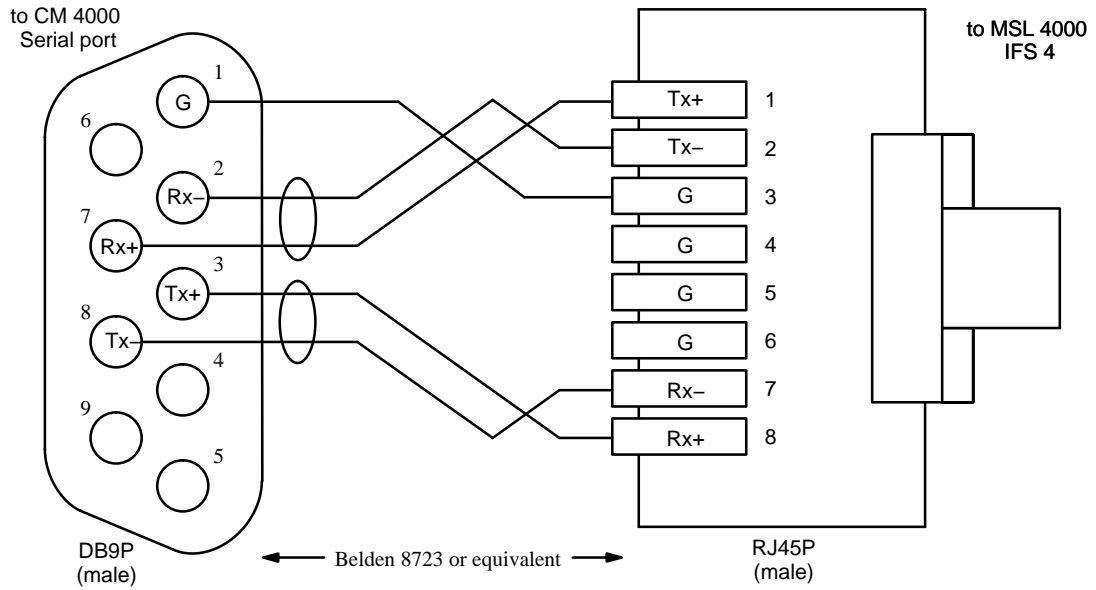 to CM 4000
Serial port
to MSL 4000
IFS 4
1
G
6
2
Rx–
7
Rx+
3
Tx+
8
Tx–
4
9
5
Tx+ 1
Tx– 2
G 3
G 4
G 5
G 6
Rx– 7
Rx+ 8
DB9P
(male)
Belden 8723 or equivalent
RJ45P
(male)